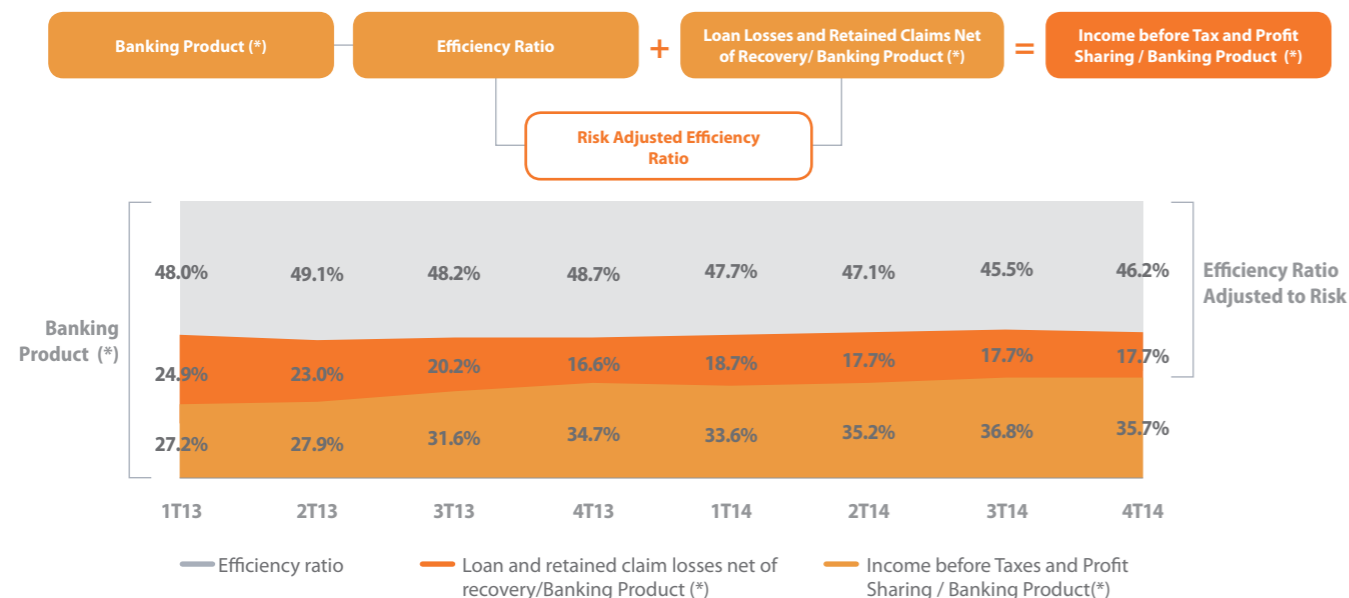 Banking Product (*)
Efficiency Ratio
+
Loan Losses and Retained Claims Net
of Recovery/ Banking Product (*)
=
Income before Tax and Profit
Sharing / Banking Product (*)
Risk Adjusted Efficiency
Ratio
Banking
Product (*)
48.0% 49.1% 48.2% 48.7% 47.7% 47.1% 45.5% 46.2%
24.9% 23.0% 20.2% 16.6% 18.7% 17.7% 17.7% 17.7%
27.2% 27.9% 31.6% 34.7% 33.6% 35.2% 36.8% 35.7%
Efficiency Ratio
Adjusted to Risk
1T13 2T13 3T13 4T13 1T14 2T14 3T14 4T14
Efficiency ratio
Loan and retained claim losses net of
recovery/Banking Product (*)
Income before Taxes and Profit
Sharing / Banking Product(*)